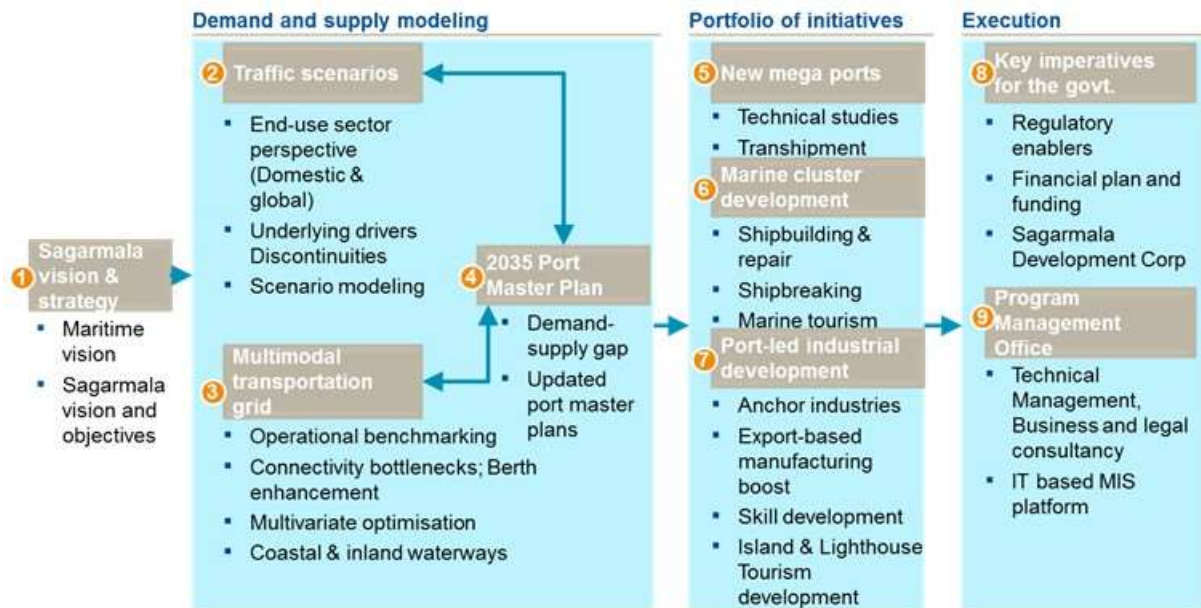 Demand and supply modeling
Portfolio of initiatives
Execution
1
Sagarmala
vision &
strategy
▪ Maritime
vision
▪ Sagarmala
vision and
objectives
2
Traffic scenarios
▪ End-use sector
perspective
(Domestic &
global)
▪ Underlying drivers
Discontinuities
▪ Scenario modeling
3
Multimodal
transportation
grid
▪ Operational benchmarking
▪ Connectivity bottlenecks; Berth
enhancement
▪ Multivariate optimisation
▪ Coastal & inland waterways
4
2035 Port
Master Plan
▪ Demand-
supply gap
▪ Updated
port master
plans
5
New mega ports
▪ Technical studies
▪ Transhipment
6
Marine cluster
development
▪ Shipbuilding &
repair
▪ Shipbreaking
▪ Marine tourism
7
Port-led industrial
development
▪ Anchor industries
▪ Export-based
manufacturing
boost
▪ Skill development
▪ Island & Lighthouse
Tourism
development
8
Key imperatives
for the govt.
▪ Regulatory
enablers
▪ Financial plan and
funding
▪ Sagarmala
Development Corp
9
Program
Management
Office
▪ Technical
Management,
Business and legal
consultancy
▪ IT based MIS
platform